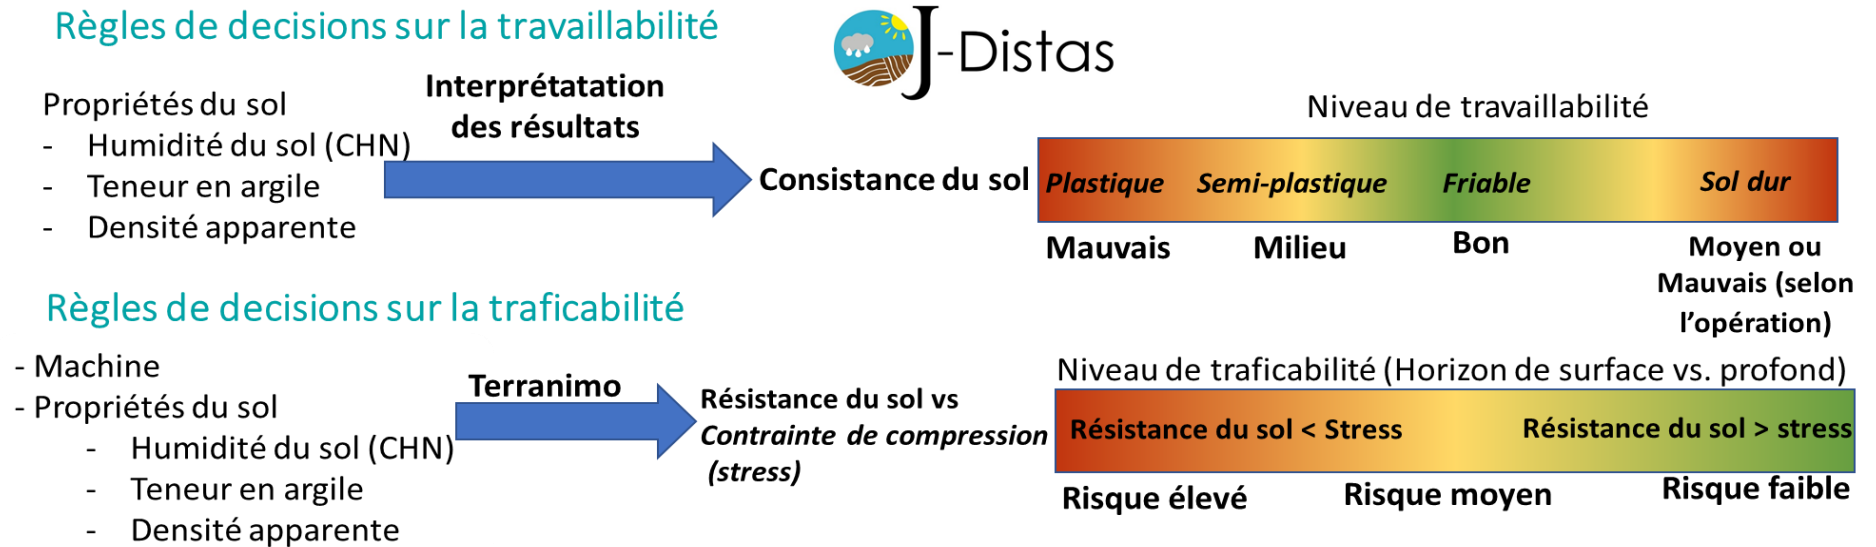 Règles de decisions sur la travaillabilité
J-Distas
Propriétés du sol
- Humidité du sol (CHN)
- Teneur en argile
- Densité apparente
Interprétatation
des résultats
Consistance du sol
Niveau de travaillabilité
Plastique Semi-plastique Friable Sol dur
Mauvais Milieu Bon Moyen ou
Mauvais (selon
l'opération)
Règles de decisions sur la traficabilité
- Machine
- Propriétés du sol
- Humidité du sol (CHN)
- Teneur en argile
- Densité apparente
Terranimo
Résistance du sol vs
Contrainte de compression
(stress)
Niveau de traficabilité (Horizon de surface vs. profond)
Résistance du sol < Stress Résistance du sol > stress
Risque élevé Risque moyen Risque faible